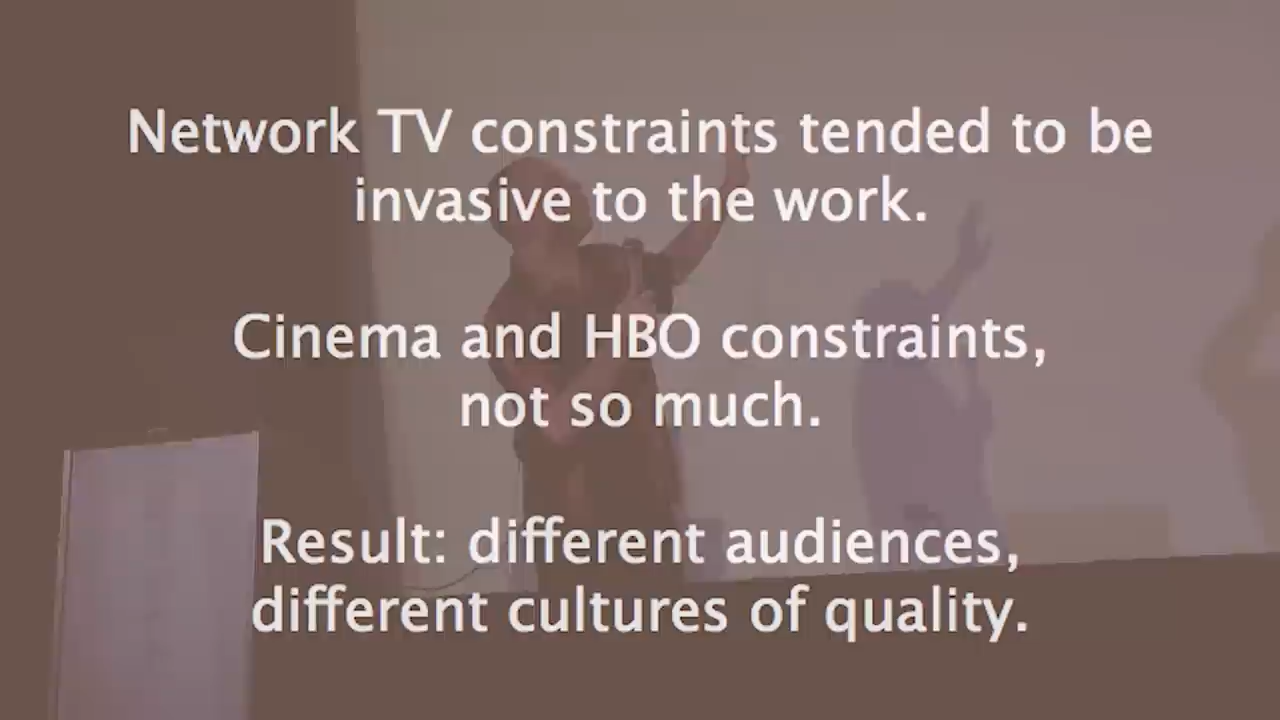 Network TV constraints tended to be
invasive to the work.
Cinema and HBO constraints,
not so much.
Result: different audiences,
different cultures of quality.